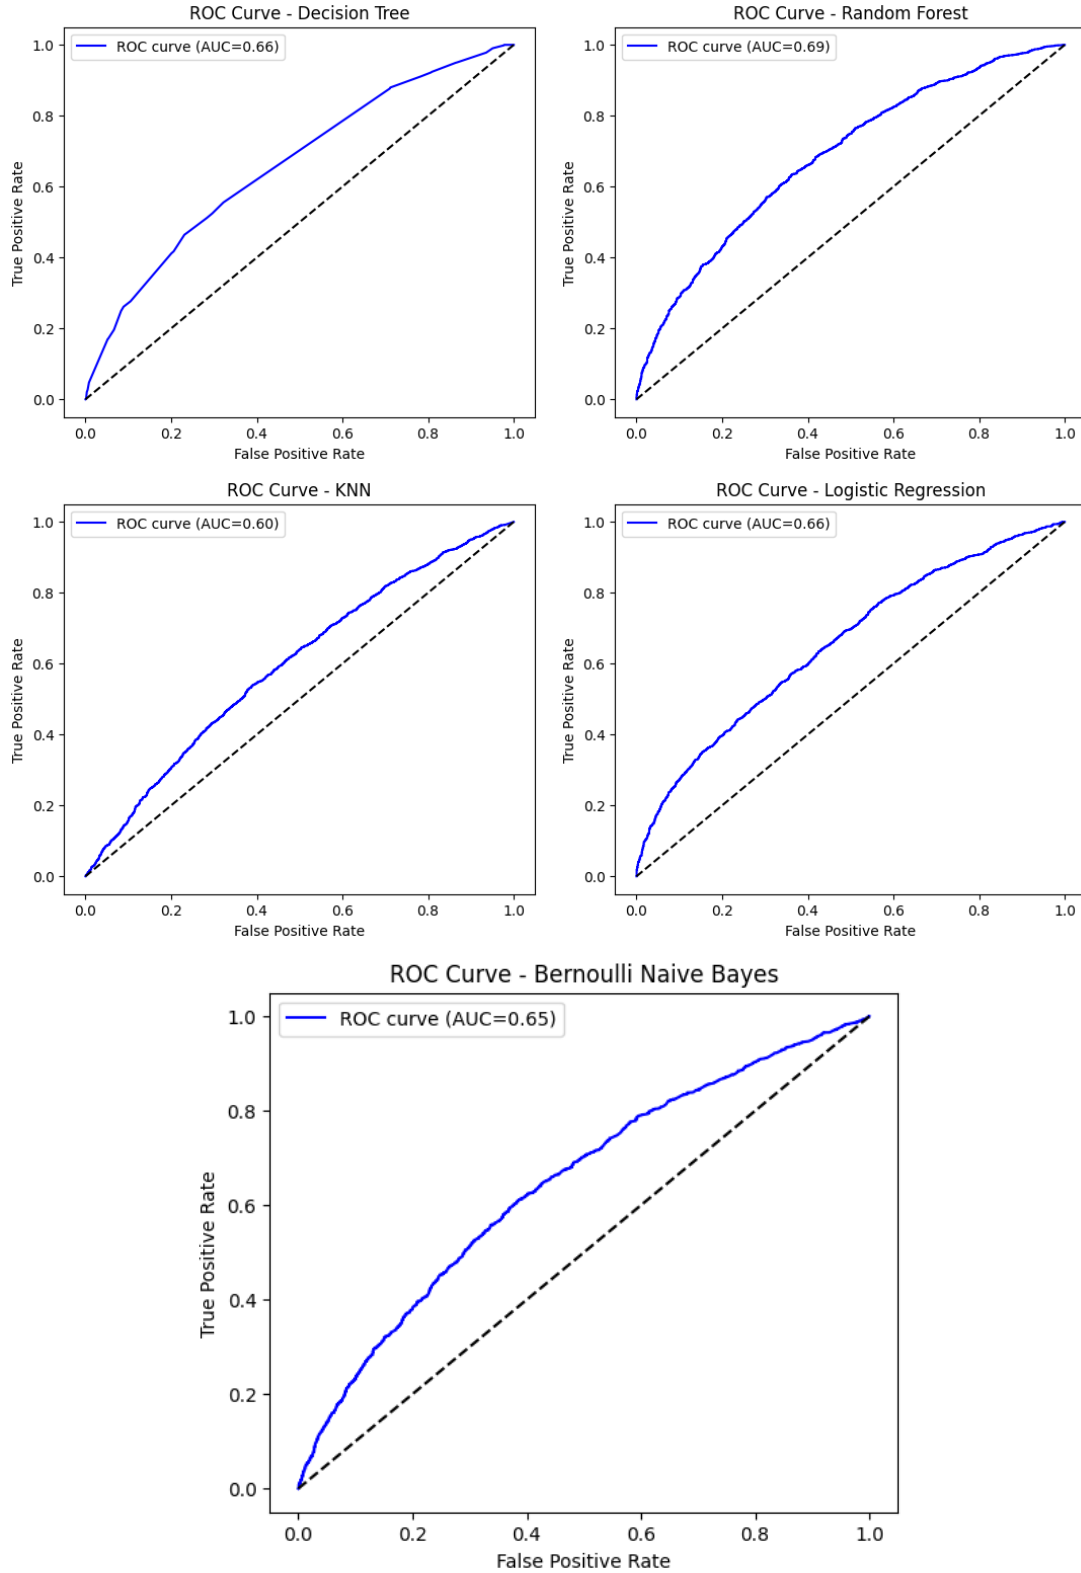 ROC Curve - Decision Tree
ROC curve (AUC=0.66)
True Positive Rate
1.0
0.8
0.6
0.4
0.2
0.0
0.0 0.2 0.4 0.6 0.8 1.0
False Positive Rate
ROC Curve - Random Forest
ROC curve (AUC=0.69)
True Positive Rate
1.0
0.8
0.6
0.4
0.2
0.0
0.0 0.2 0.4 0.6 0.8 1.0
False Positive Rate
ROC Curve - KNN
ROC curve (AUC=0.60)
True Positive Rate
1.0
0.8
0.6
0.4
0.2
0.0
0.0 0.2 0.4 0.6 0.8 1.0
False Positive Rate
ROC Curve - Logistic Regression
ROC curve (AUC=0.66)
True Positive Rate
1.0
0.8
0.6
0.4
0.2
0.0
0.0 0.2 0.4 0.6 0.8 1.0
False Positive Rate
ROC Curve - Bernoulli Naive Bayes
ROC curve (AUC=0.65)
True Positive Rate
1.0
0.8
0.6
0.4
0.2
0.0
0.0 0.2 0.4 0.6 0.8 1.0
False Positive Rate